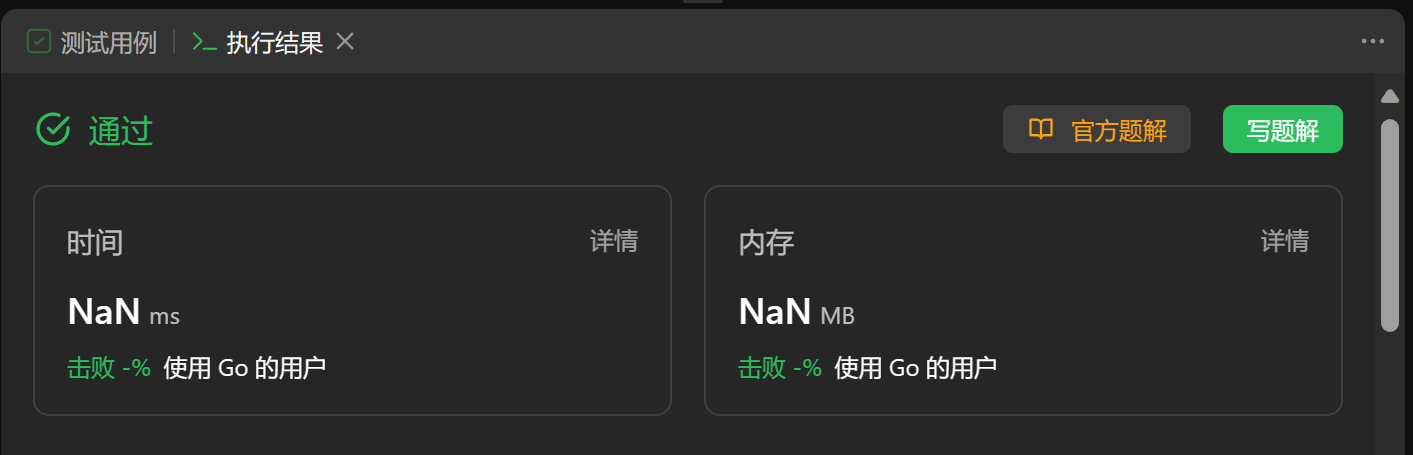 测试用例 执行结果
通过 官方题解 写题解
时间 详情
NaN ms
击败 -% 使用 Go 的用户
内存 详情
NaN MB
击败 -% 使用 Go 的用户